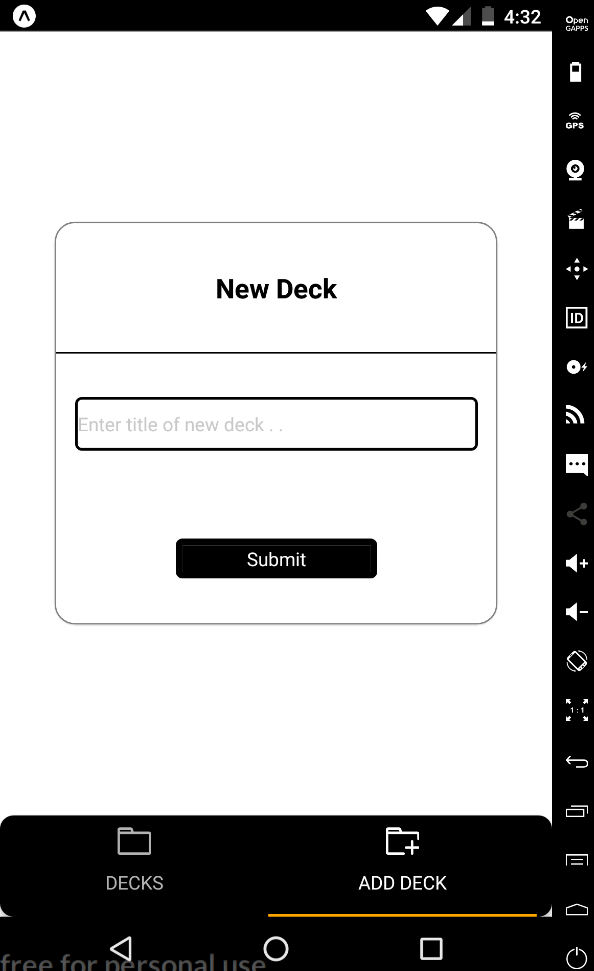 4:32
Open
GAPPS
GPS
New Deck
ID
Enter title of new deck . .
Submit
1:1
DECKS
ADD DECK
free for personal use